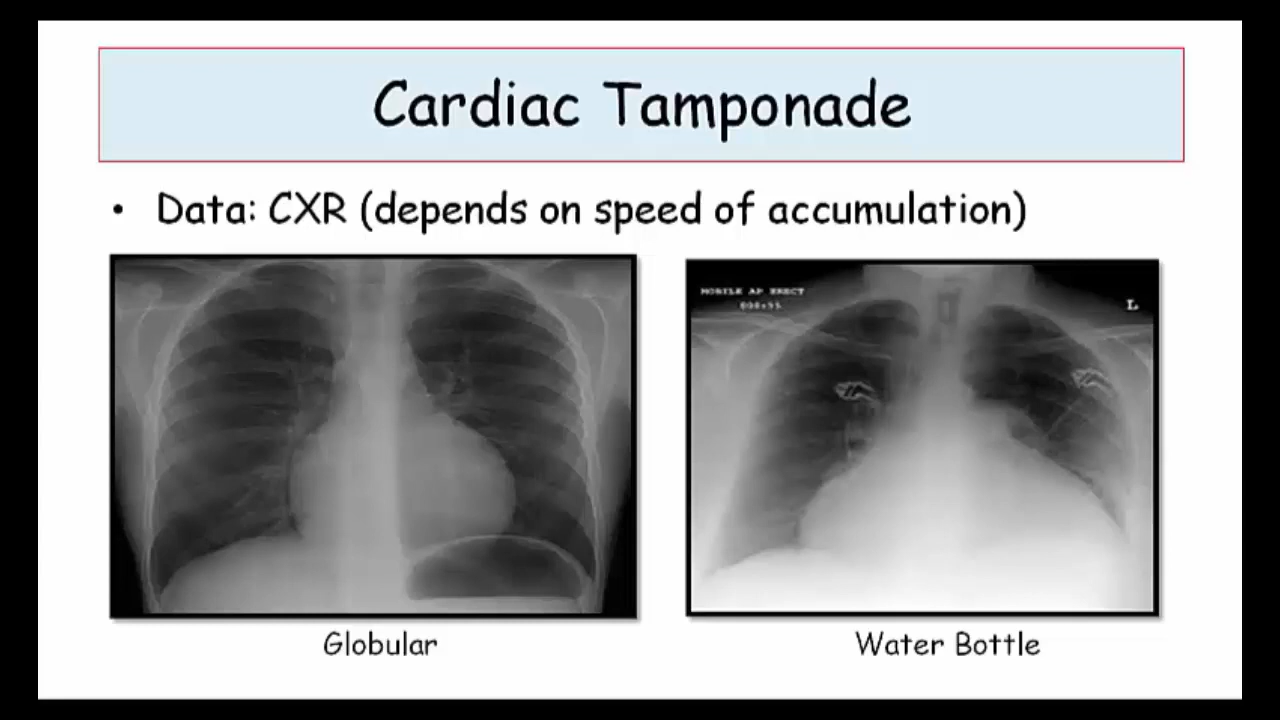 Cardiac Tamponade
• Data: CXR (depends on speed of accumulation)
MOBILE AP ERECT
L
Globular
Water Bottle